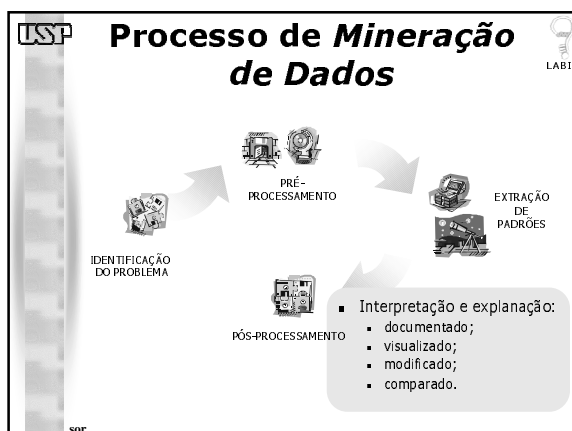 USP
Processo de Mineração
de Dados
LABI
PRÉ-
PROCESSAMENTO
EXTRAÇÃO
DE
PADRÕES
IDENTIFICAÇÃO
DO PROBLEMA
PÓS-PROCESSAMENTO
▪ Interpretação e explanação:
▪ documentado;
▪ visualizado;
▪ modificado;
▪ comparado.